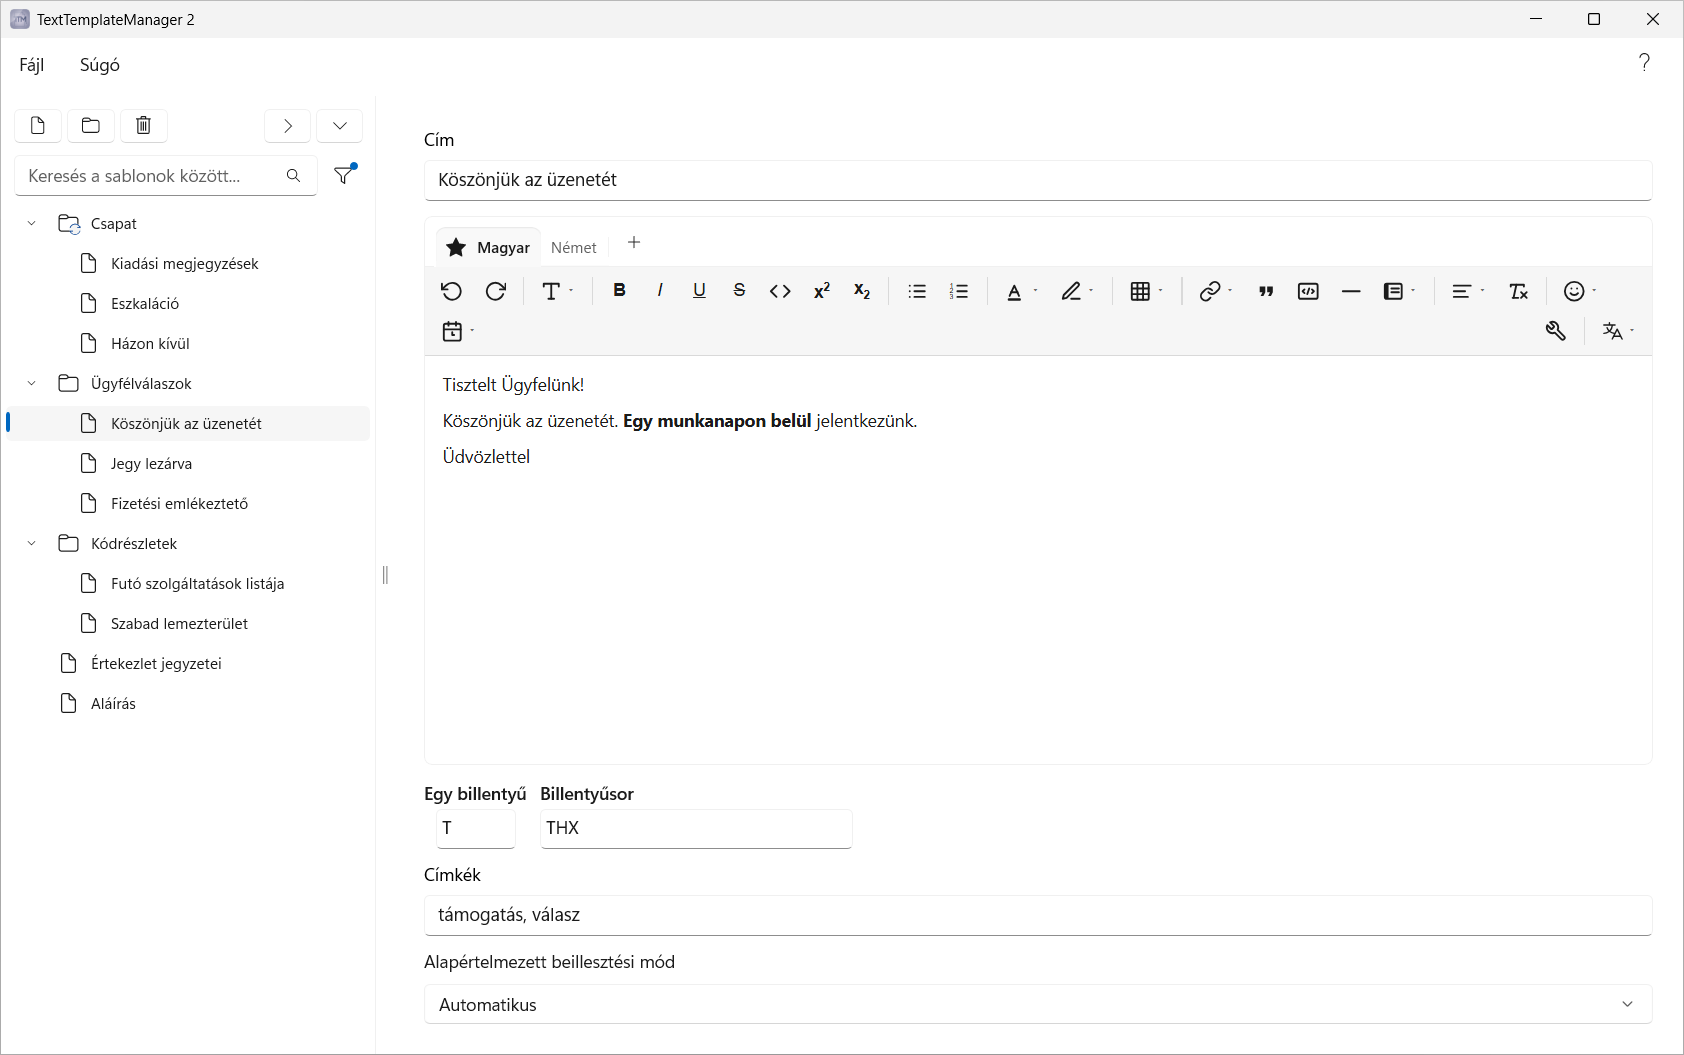 TextTemplateManager 2
Fájl Súgó
Keresés a sablonok között...
Csapat
Kiadási megjegyzések
Eszkaláció
Házon kívül
Ügyfélválaszok
Köszönjük az üzenetét
Jegy lezárva
Fizetési emlékeztető
Kódrészletek
Futó szolgáltatások listája
Szabad lemezterület
Értekezlet jegyzetei
Aláírás
Cím
Köszönjük az üzenetét
Magyar Német
Tisztelt Ügyfelünk!
Köszönjük az üzenetét. Egy munkanapon belül jelentkezünk.
Üdvözlettel
Egy billentyű Billentyűsor
T THX
Címkék
támogatás, válasz
Alapértelmezett beillesztési mód
Automatikus